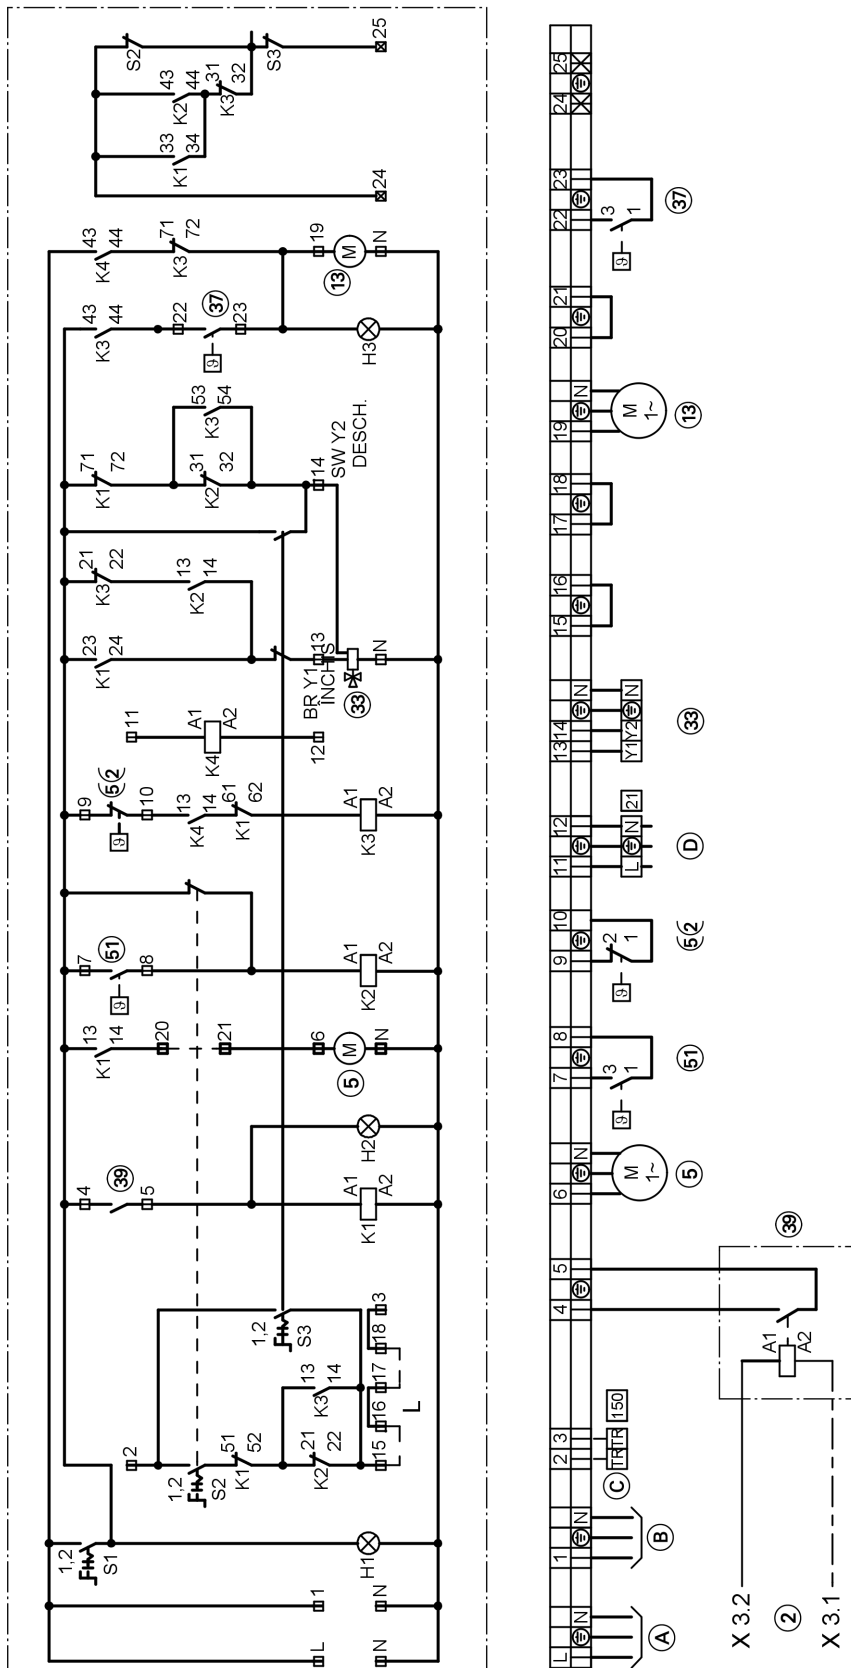 S2
S3
25
43
44
K2
31
32
K3
33
34
K1
24
43
44
K4
71
72
K3
19
M
N
13
43
44
K3
22
37
23
ϑ
H3
53
54
K3
71
72
K1
31
32
K2
14
SW Y2
DESCH.
21
22
K3
13
14
K2
23
24
K1
13
BR Y1
ÎNCHIS
N
33
11
A1
A2
K4
12
9
52
10
ϑ
13
14
K4
61
62
K1
A1
A2
K3
7
51
8
ϑ
A1
A2
K2
13
14
K1
20
21
6
M
N
5
H2
4
39
5
A1
A2
K1
1,2
S3
3
18
17
16
15
L
13
14
K3
2
1,2
S2
51
52
K1
21
22
K2
1,2
S1
H1
1
N
L
N
25
24
23
22
3
1
37
ϑ
21
20
N
19
M
1~
13
18
17
16
15
N
14
13
N
Y2
Y1
33
12
11
21
N
L
D
10
9
2
1
52
ϑ
8
7
3
1
51
ϑ
N
6
M
1~
5
5
4
39
A1
A2
3
2
TR
TR
150
C
N
1
B
N
L
A
X 3.2
2
X 3.1